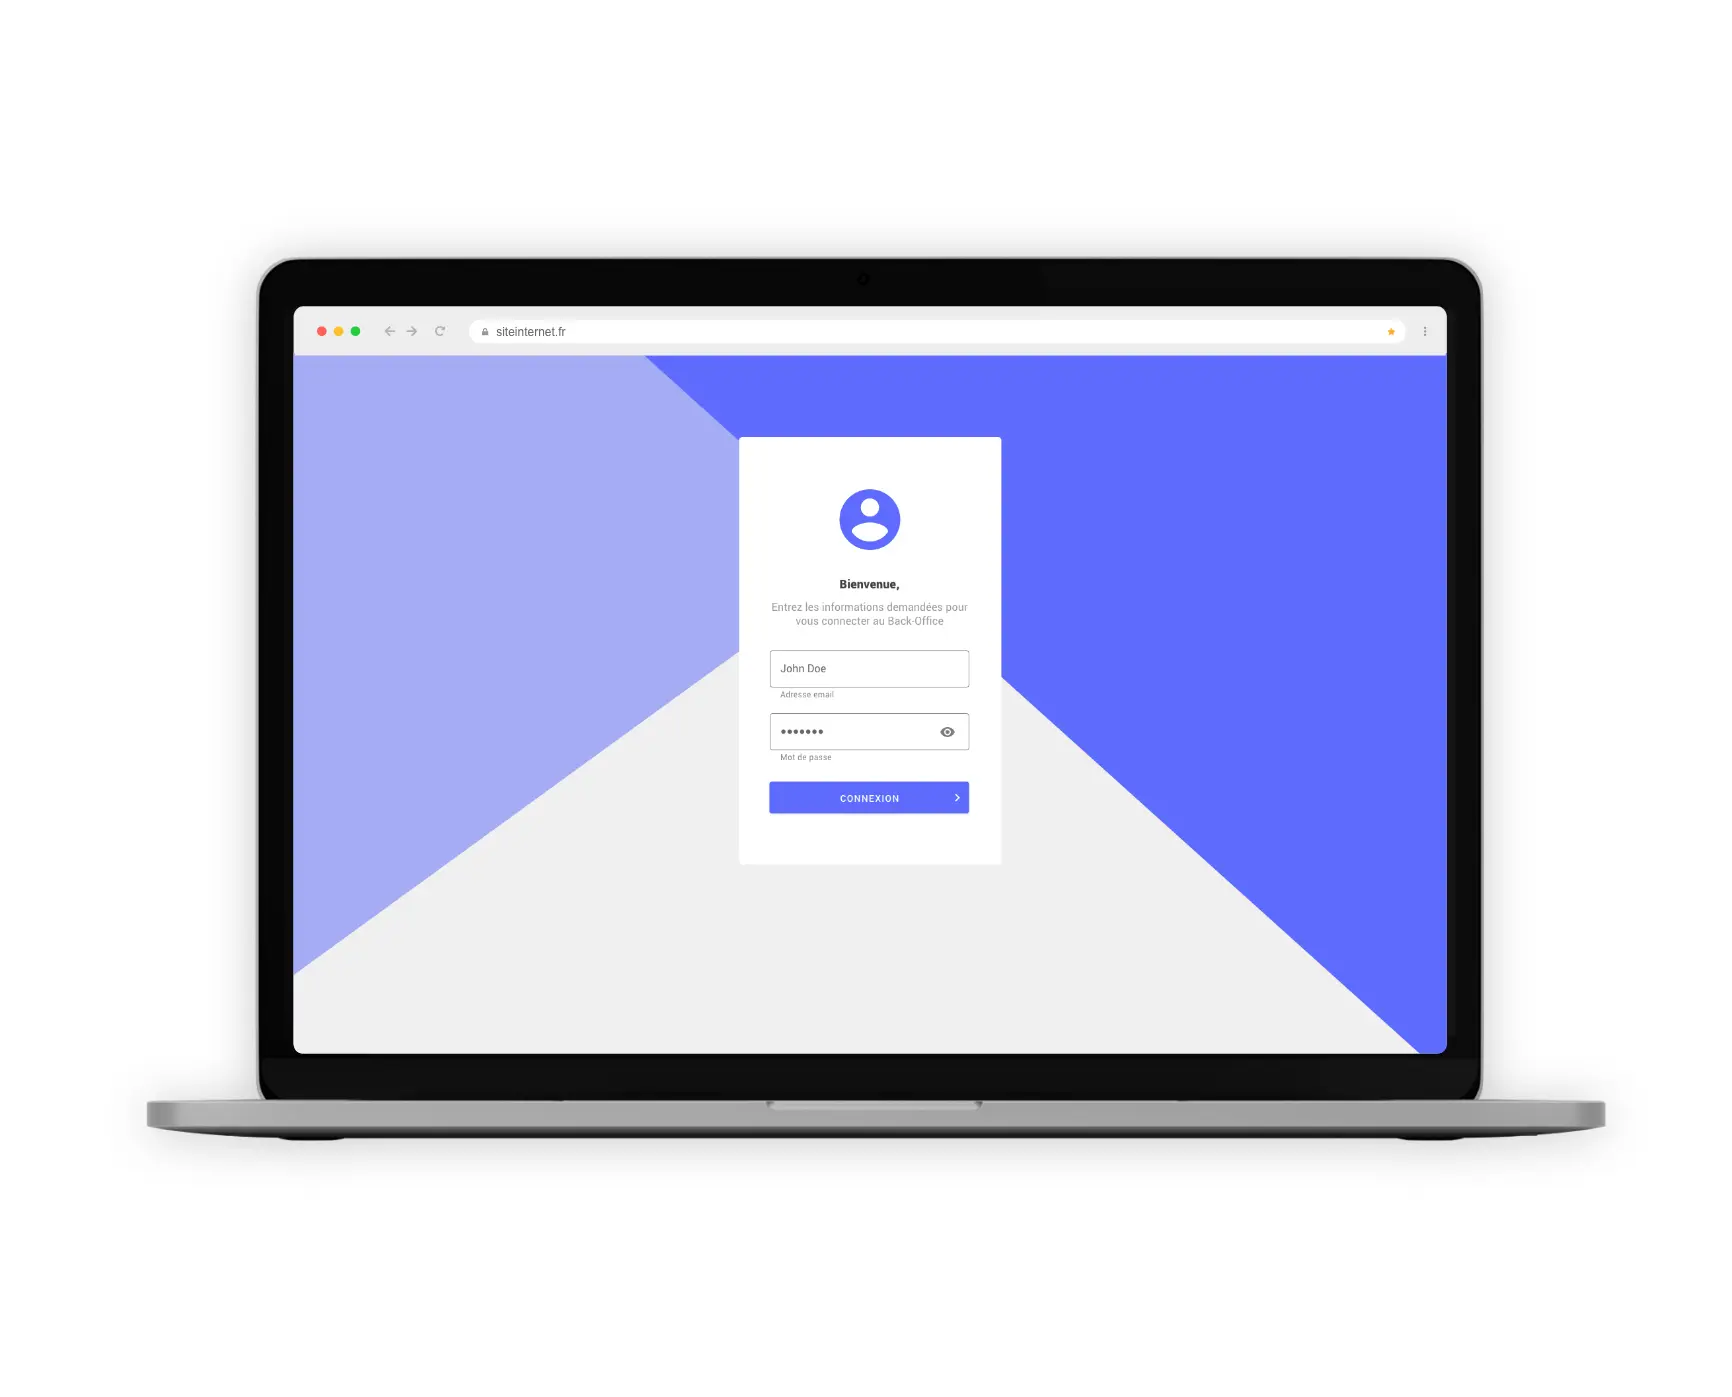 siteinternet.fr
Bienvenue,
Entrez les informations demandées pour
vous connecter au Back-Office
John Doe
Adresse email
•••••••
Mot de passe
CONNEXION